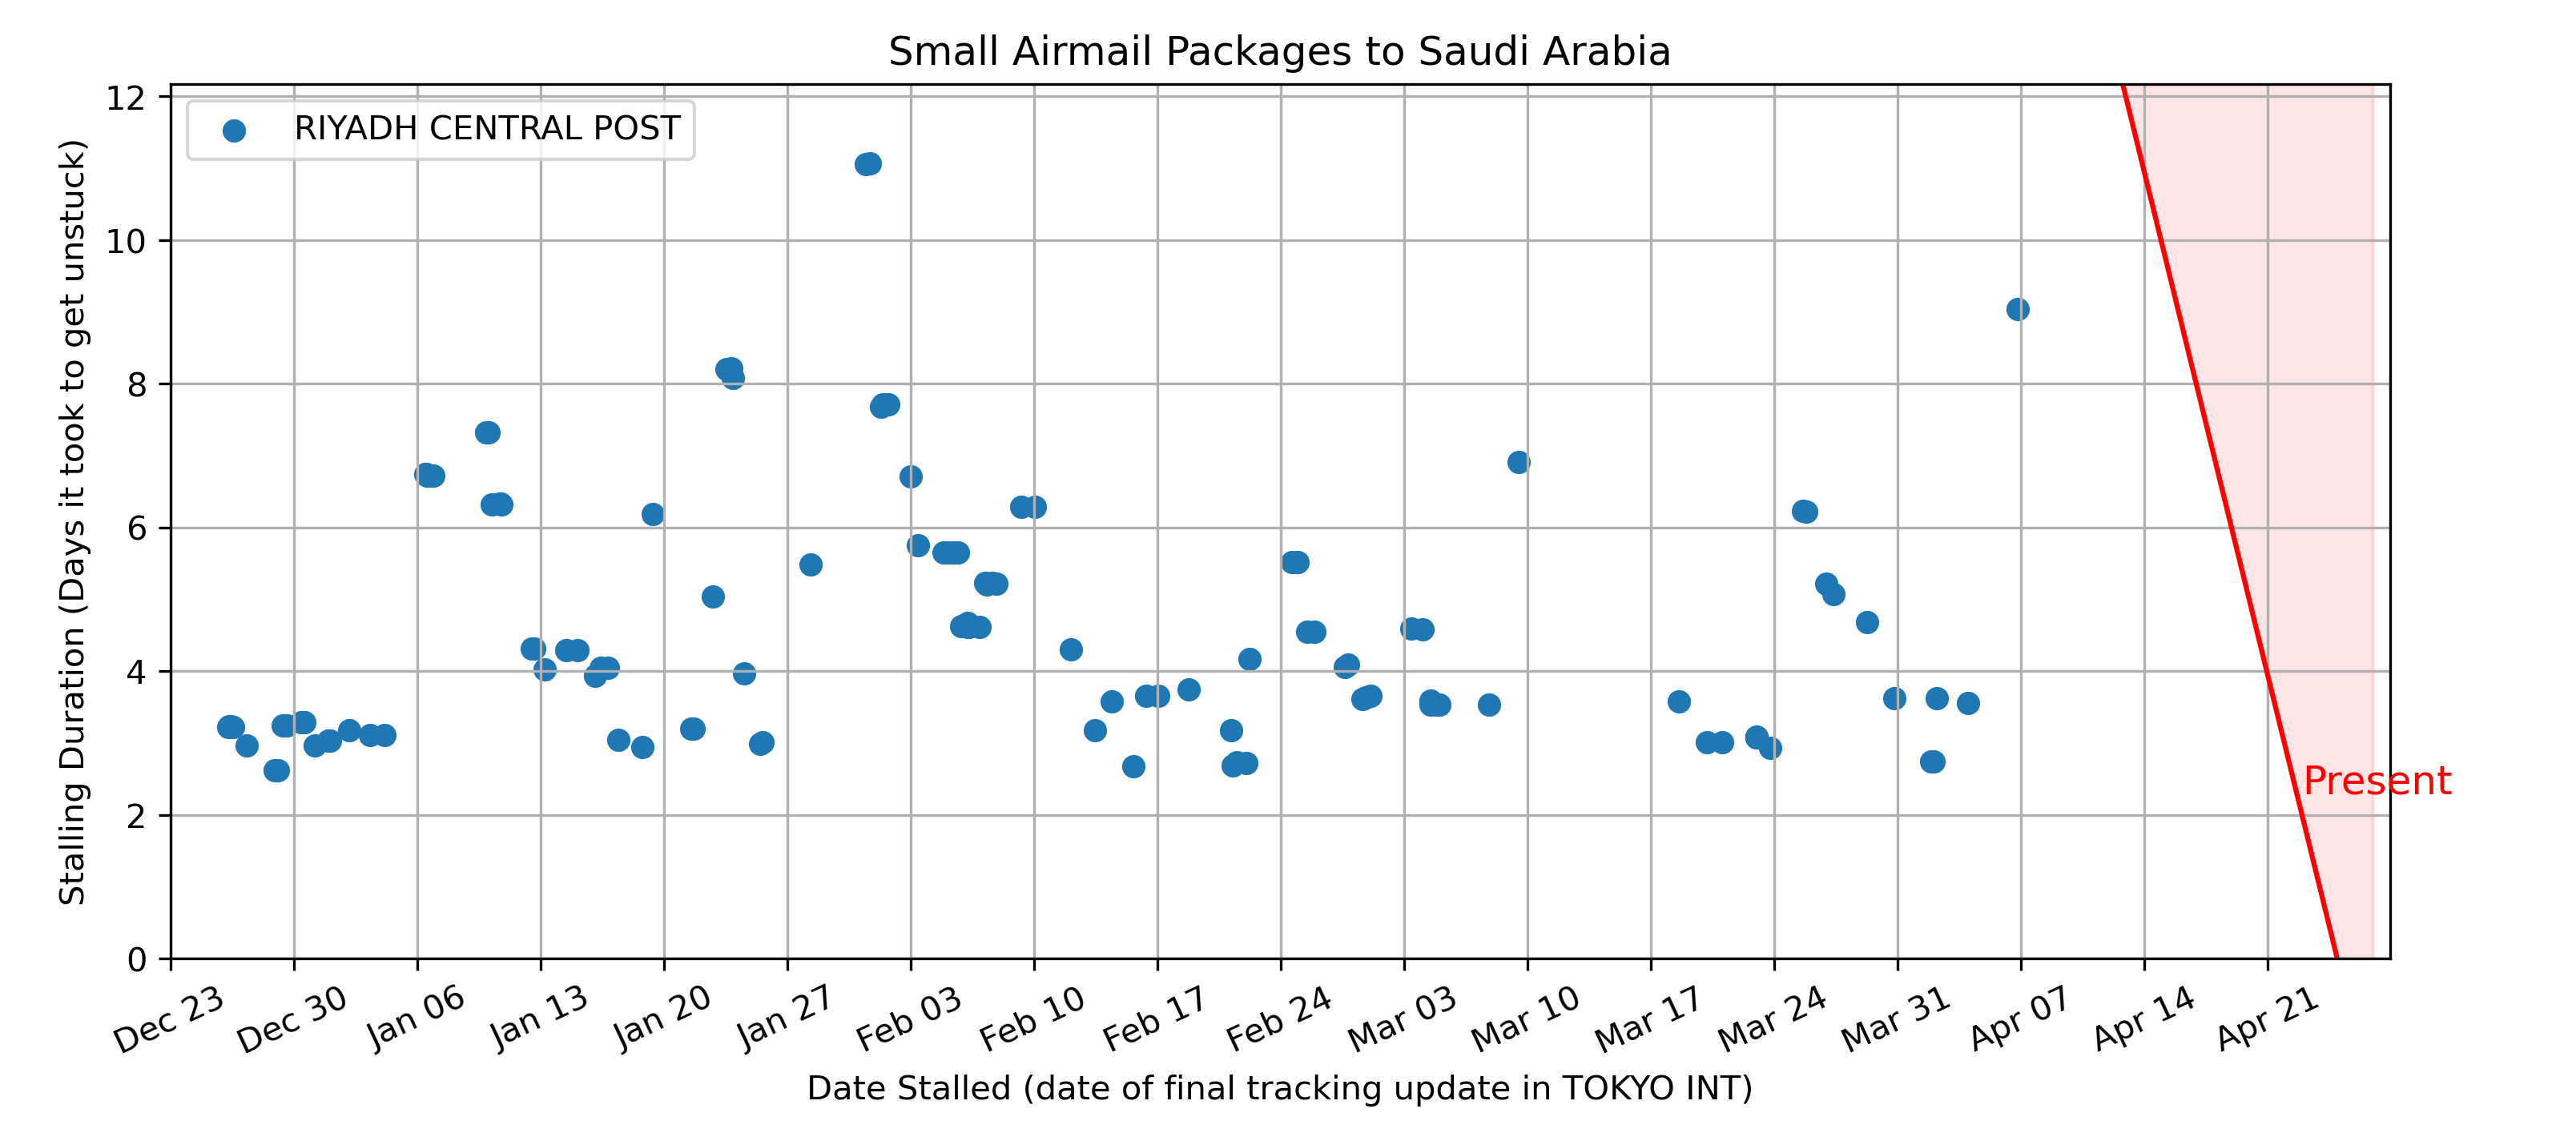 Small Airmail Packages to Saudi Arabia
RIYADH CENTRAL POST
Stalling Duration (Days it took to get unstuck)
12
10
8
6
4
2
0
Present
Dec 23
Dec 30
Jan 06
Jan 13
Jan 20
Jan 27
Feb 03
Feb 10
Feb 17
Feb 24
Mar 03
Mar 10
Mar 17
Mar 24
Mar 31
Apr 07
Apr 14
Apr 21
Date Stalled (date of final tracking update in TOKYO INT)